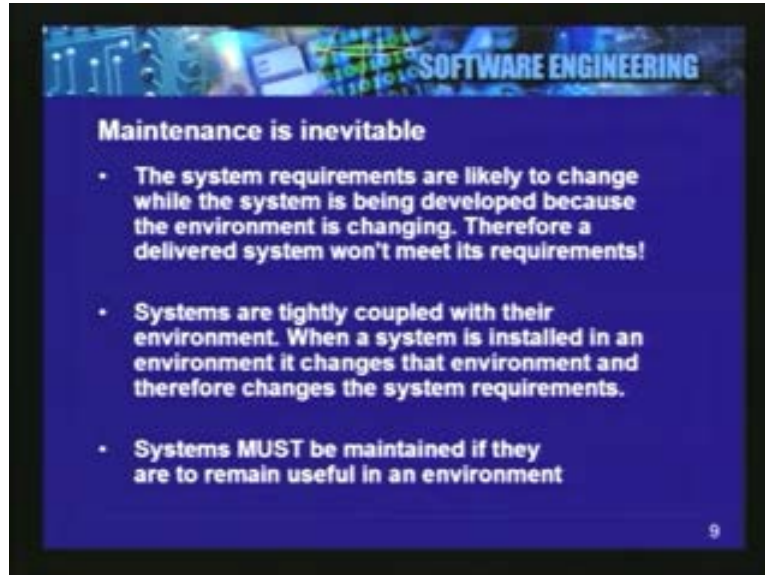 SOFTWARE ENGINEERING
Maintenance is inevitable
• The system requirements are likely to change
while the system is being developed because
the environment is changing. Therefore a
delivered system won't meet its requirements!
• Systems are tightly coupled with their
environment. When a system is installed in an
environment it changes that environment and
therefore changes the system requirements.
• Systems MUST be maintained if they
are to remain useful in an environment
9